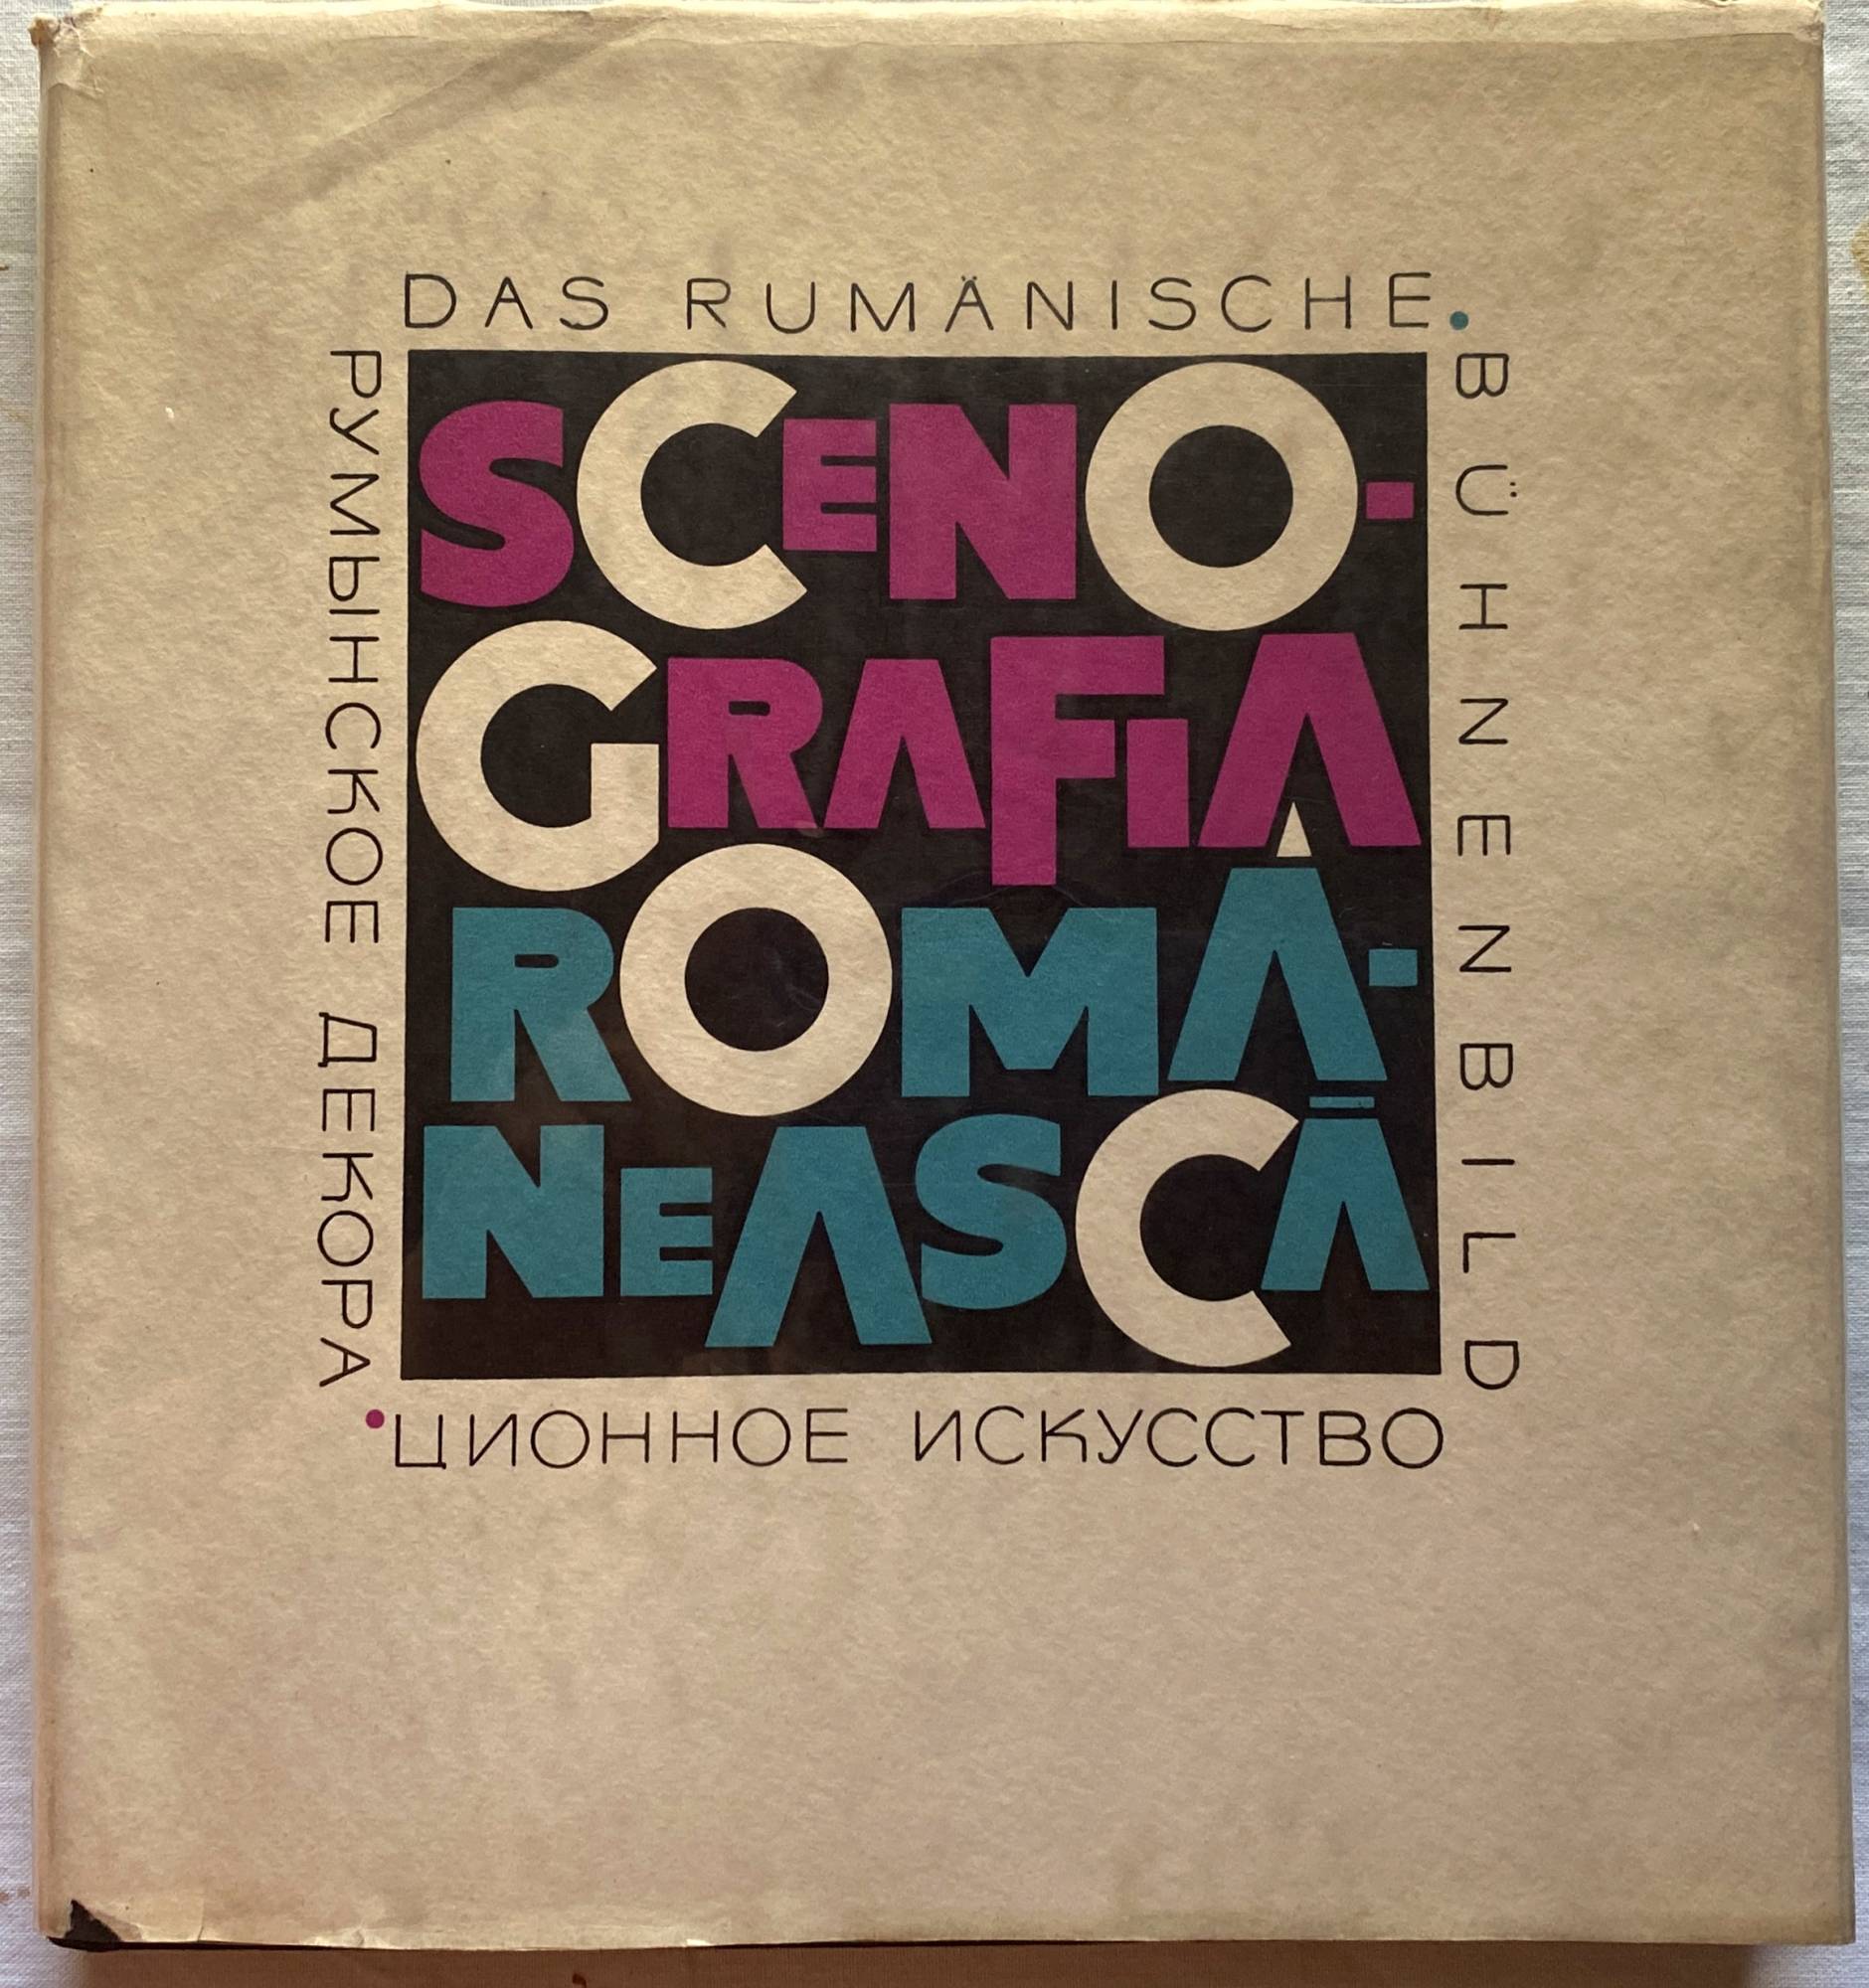 DAS RUMÄNISCHE
BÜHNENBILD
SCENO-
GRAFIA
ROMÂ-
NEASCĂ
РУМЫНСКОЕ ДЕКОРА
ЦИОННОЕ ИСКУССТВО